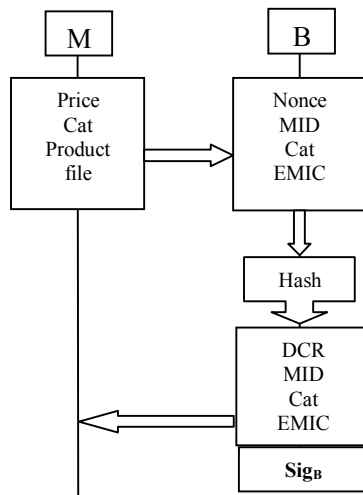 M
B
Price
Cat
Product
file
Nonce
MID
Cat
EMIC
Hash
DCR
MID
Cat
EMIC
SigB